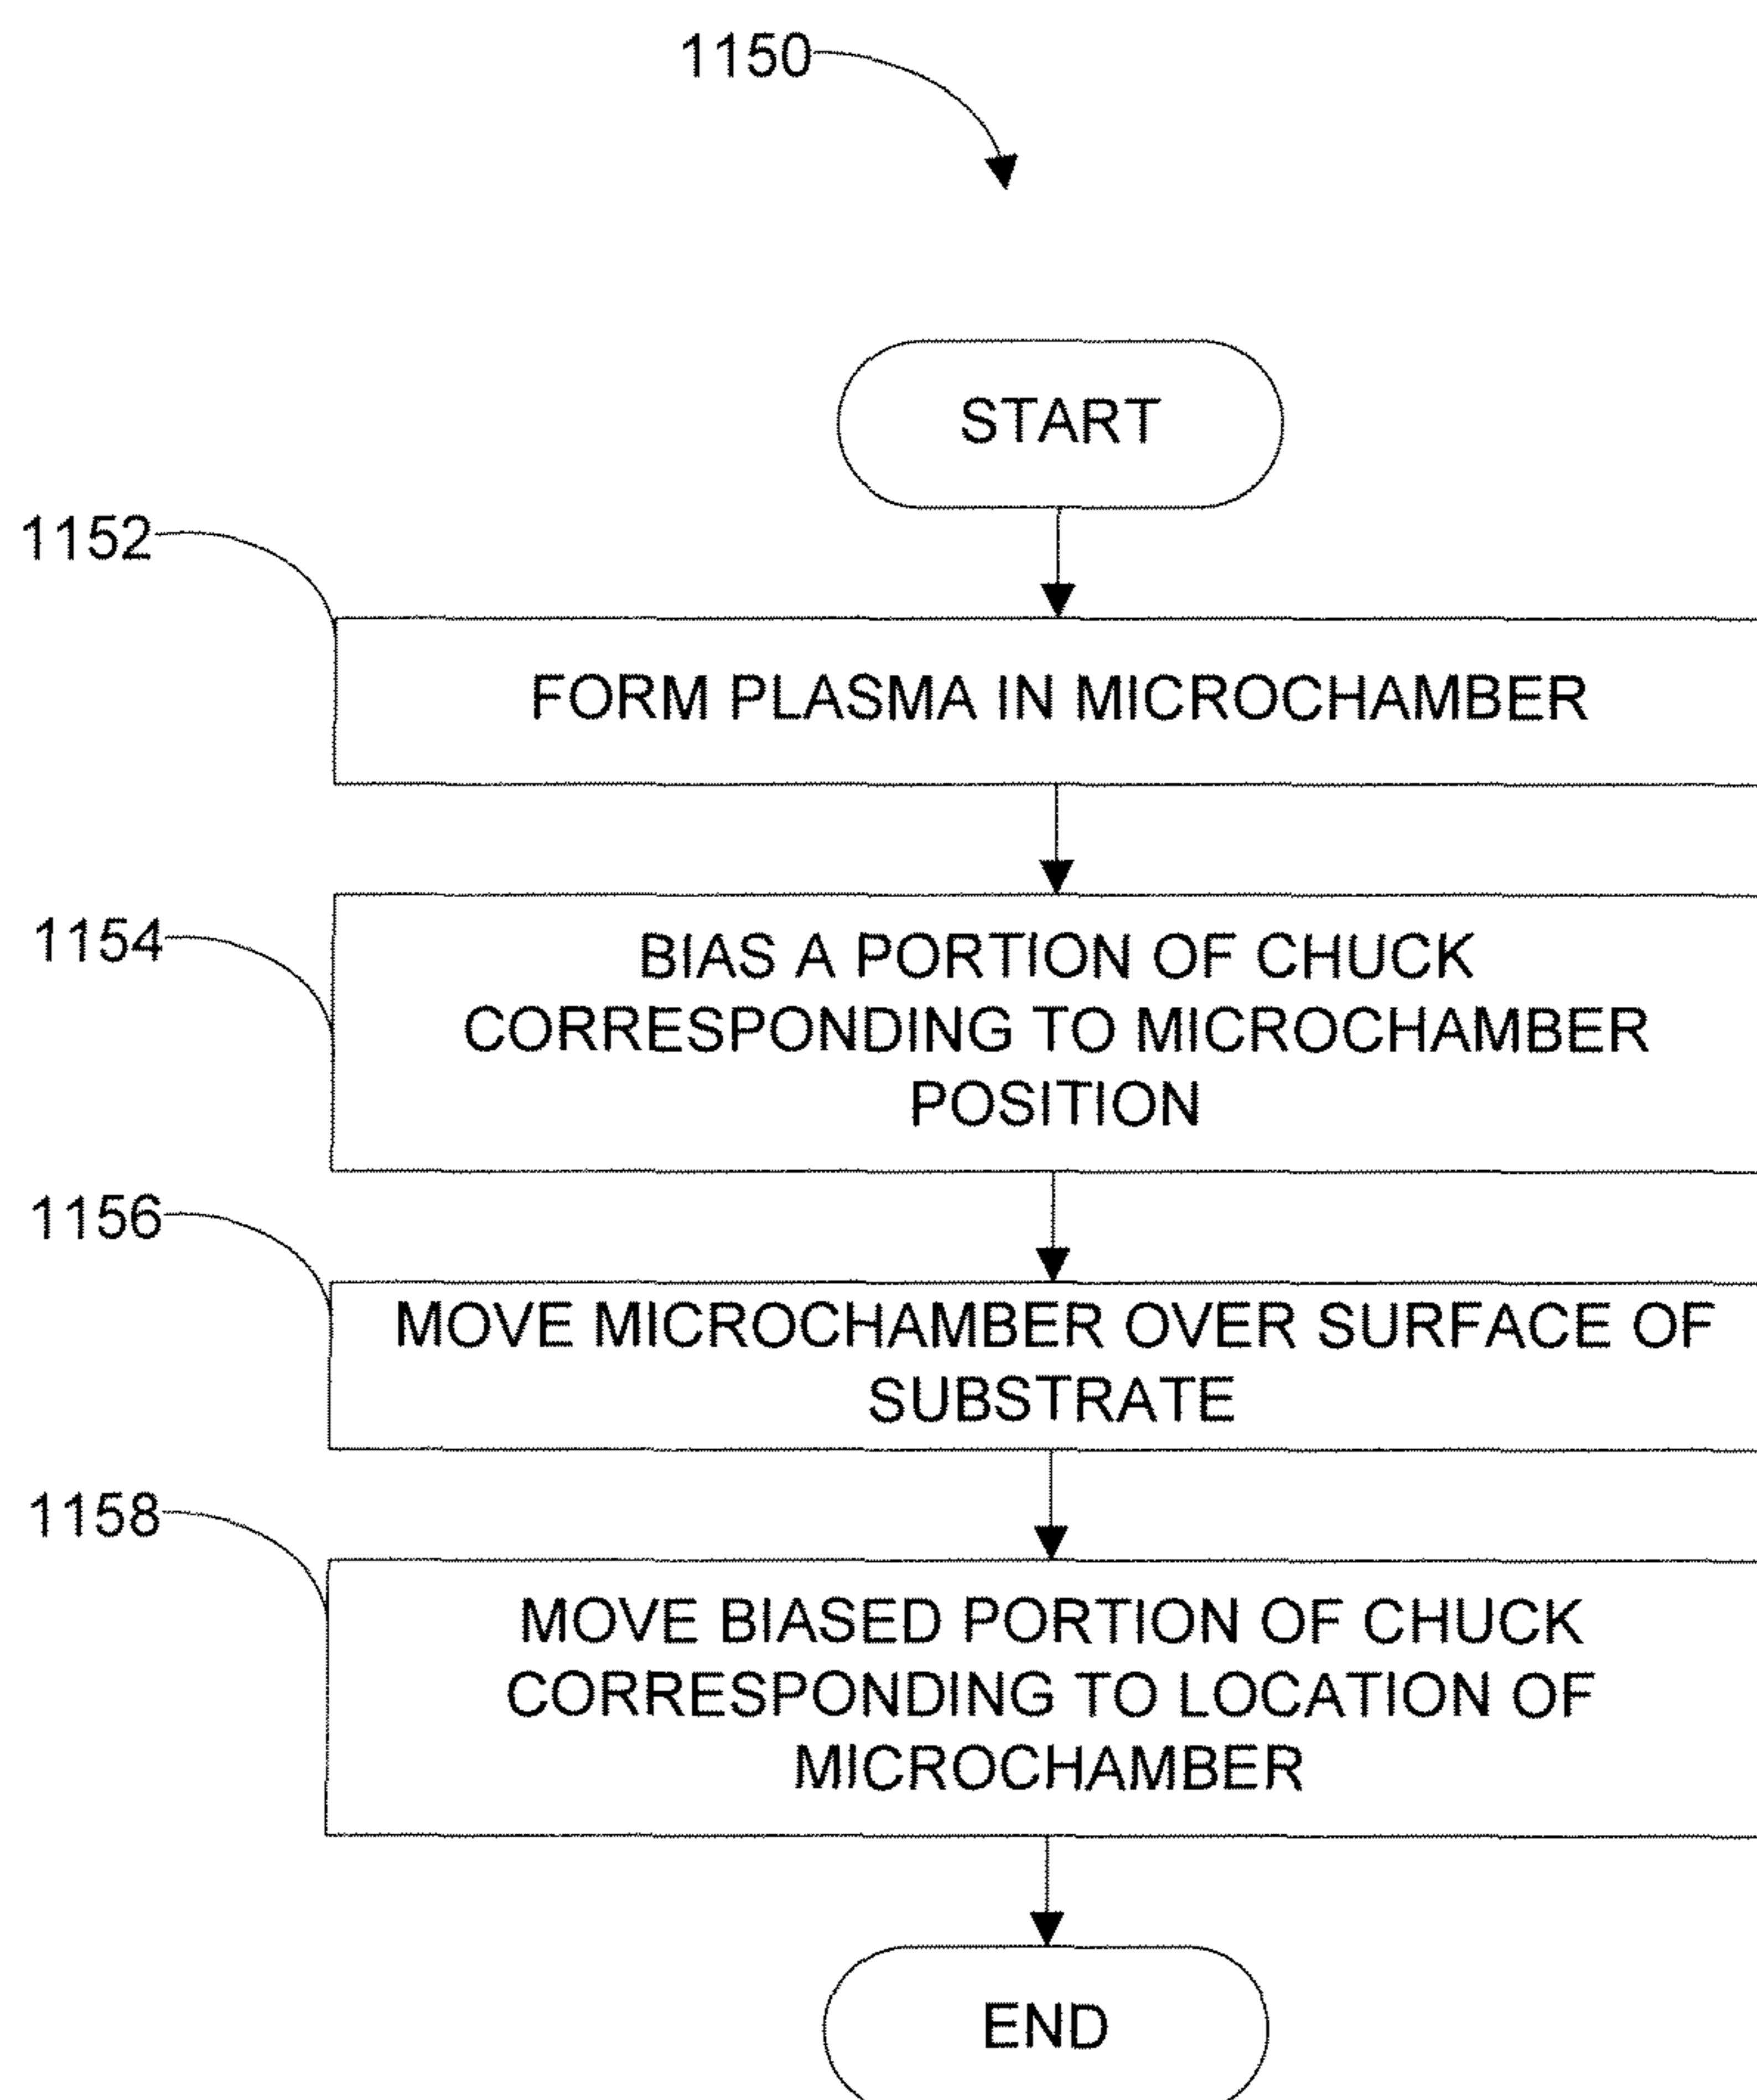 1150
START
1152
FORM PLASMA IN MICROCHAMBER
1154
BIAS A PORTION OF CHUCK
CORRESPONDING TO MICROCHAMBER
POSITION
1156
MOVE MICROCHAMBER OVER SURFACE OF
SUBSTRATE
1158
MOVE BIASED PORTION OF CHUCK
CORRESPONDING TO LOCATION OF
MICROCHAMBER
END